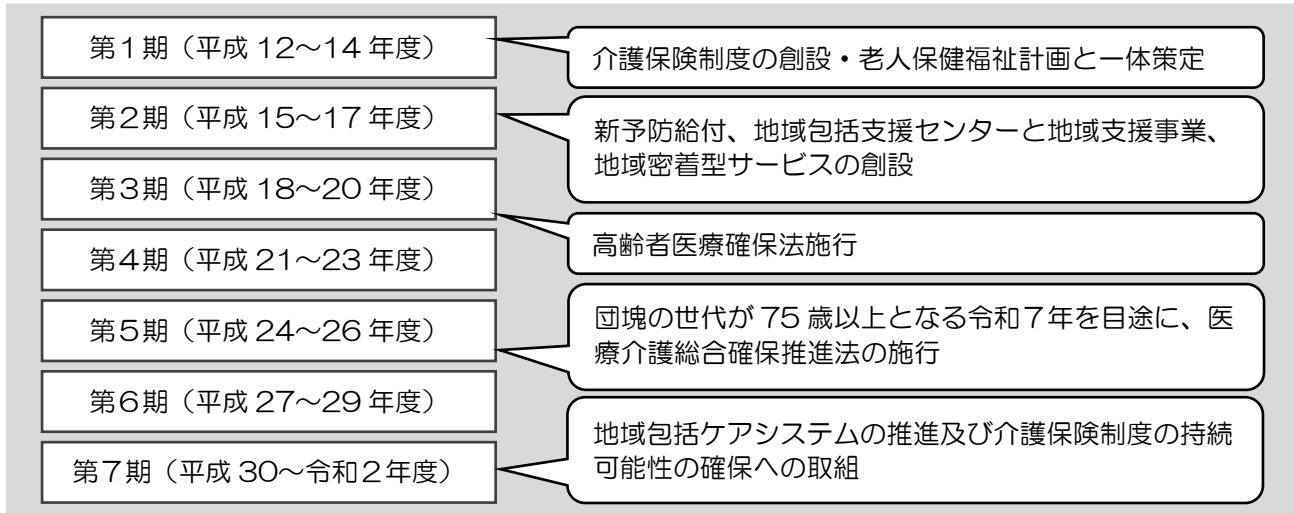 第1期（平成 12～14 年度）
介護保険制度の創設・老人保健福祉計画と一体策定
第2期（平成 15～17 年度）
新予防給付、地域包括支援センターと地域支援事業、
地域密着型サービスの創設
第3期（平成 18～20 年度）
高齢者医療確保法施行
第4期（平成 21～23 年度）
第5期（平成 24～26 年度）
団塊の世代が 75 歳以上となる令和7年を目途に、医
療介護総合確保推進法の施行
第6期（平成 27～29 年度）
第7期（平成 30～令和2年度）
地域包括ケアシステムの推進及び介護保険制度の持続
可能性の確保への取組